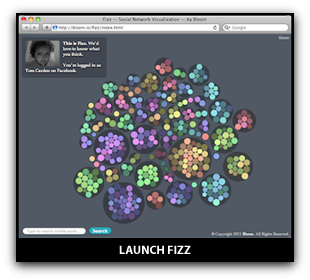 Fizz — Social Network Visualization — by Bloom
http://bloom.io/fizz/index.html
bloom
This is Fizz. We'd
love to know what
you think.
You're logged in as
Tom Carden on Facebook.
Type to search visible posts...
Search
© Copyright 2011 Bloom. All Rights Reserved.
LAUNCH FIZZ